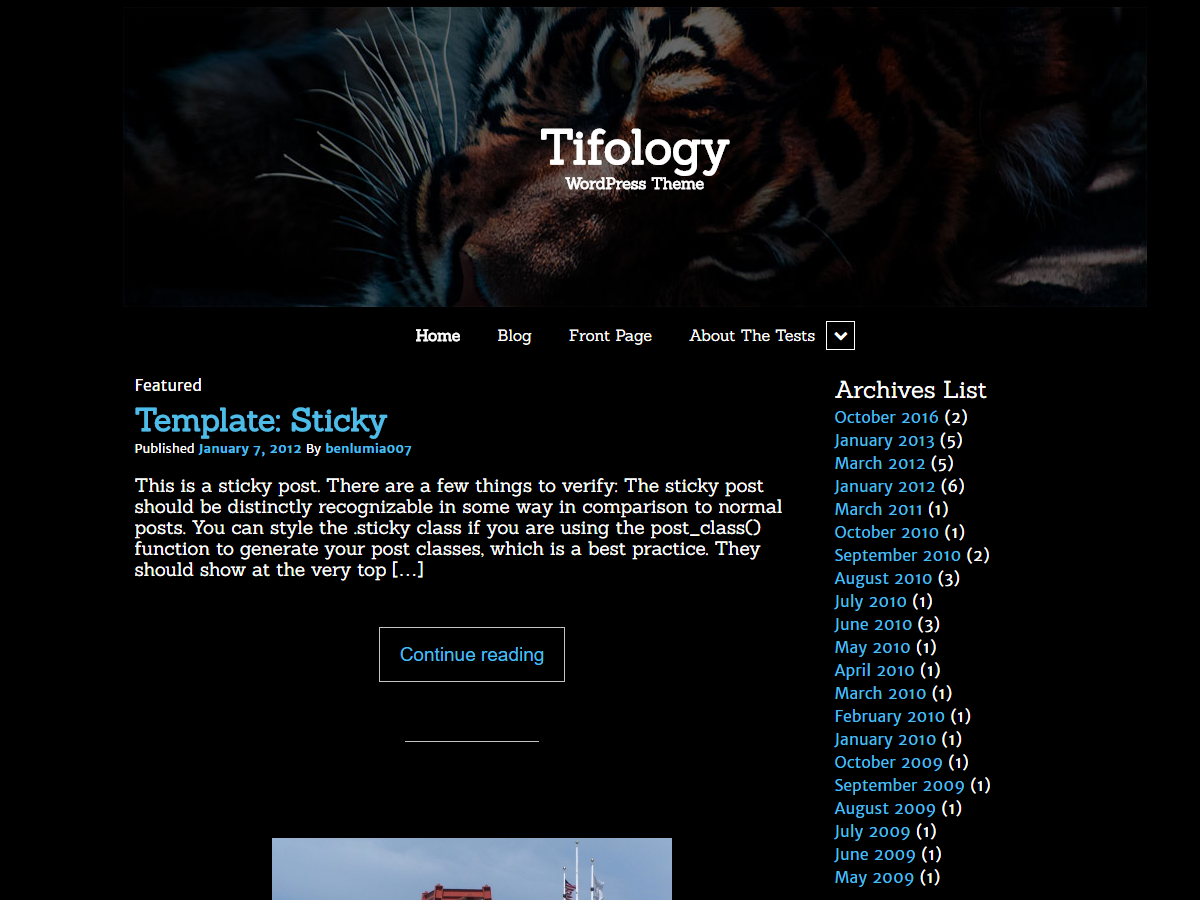 Tifology
WordPress Theme
Home
Blog
Front Page
About The Tests
Featured
Template: Sticky
Published January 7, 2012 By benlumia007
This is a sticky post. There are a few things to verify: The sticky post
should be distinctly recognizable in some way in comparison to normal
posts. You can style the .sticky class if you are using the post_class()
function to generate your post classes, which is a best practice. They
should show at the very top […]
Continue reading
Archives List
October 2016 (2)
January 2013 (5)
March 2012 (5)
January 2012 (6)
March 2011 (1)
October 2010 (1)
September 2010 (2)
August 2010 (3)
July 2010 (1)
June 2010 (3)
May 2010 (1)
April 2010 (1)
March 2010 (1)
February 2010 (1)
January 2010 (1)
October 2009 (1)
September 2009 (1)
August 2009 (1)
July 2009 (1)
June 2009 (1)
May 2009 (1)